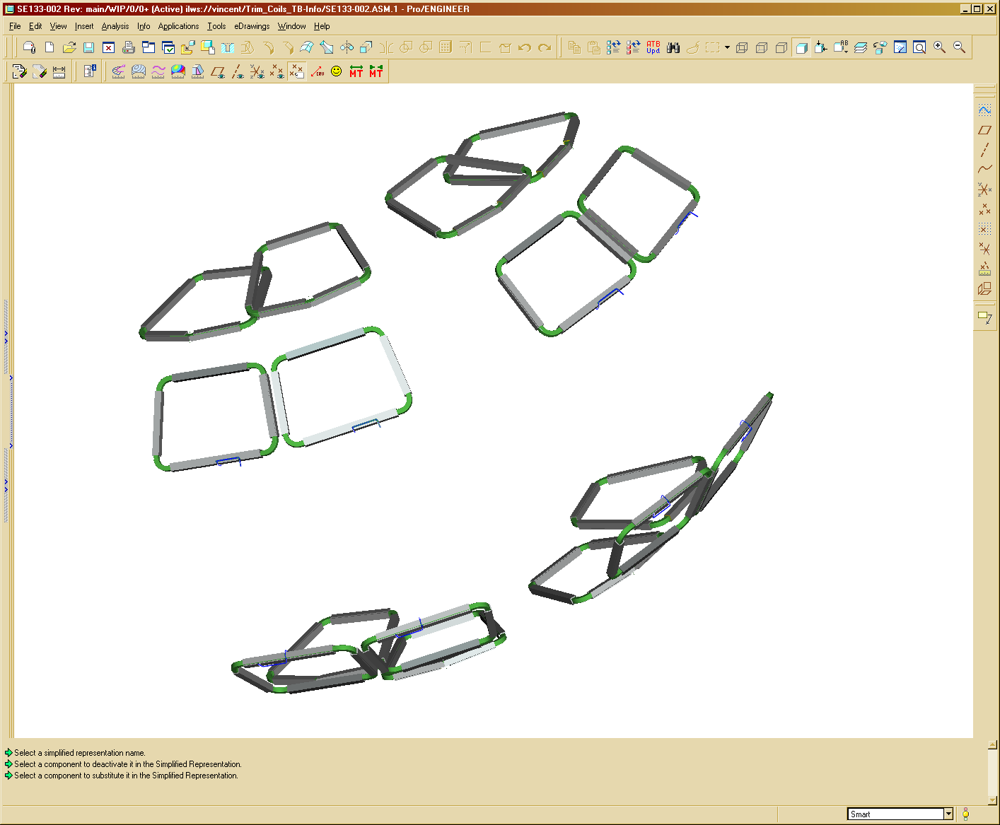 SE133-002 Rev: main/WIP/0/0+ (Active) ilws://vincent/Trim_Coils_TB-Info/SE133-002.ASM.1 - Pro/ENGINEER
File Edit View Insert Analysis Info Applications Tools eDrawings Window Help
ATB
Upd
AB
CRV
MT MT
Select a simplified representation name.
Select a component to deactivate it in the Simplified Representation.
Select a component to substitute it in the Simplified Representation.
Smart